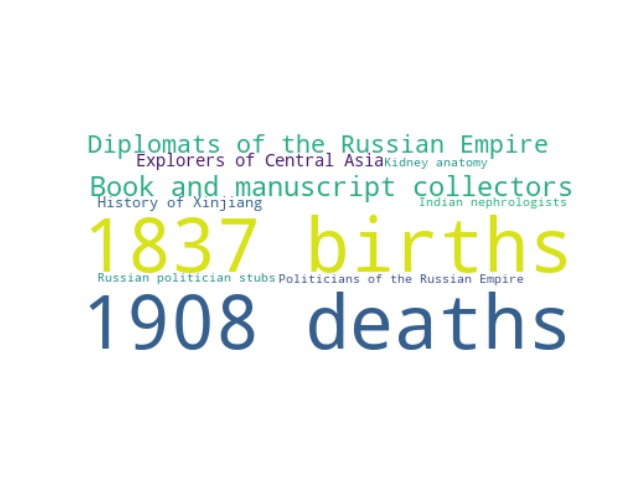 Diplomats of the Russian Empire
Explorers of Central Asia Kidney anatomy
Book and manuscript collectors
History of Xinjiang Indian nephrologists
1837 births
Russian politician stubs Politicians of the Russian Empire
1908 deaths